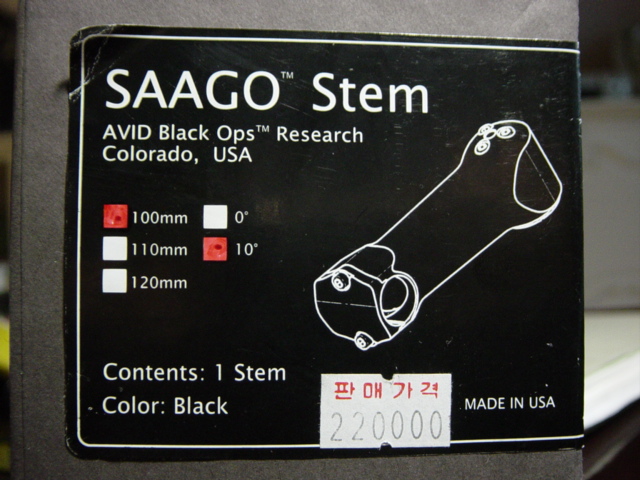 SAAGO™ Stem
AVID Black Ops™ Research
Colorado, USA
100mm 0°
110mm 10°
120mm
Contents: 1 Stem
Color: Black
판매가격
220000
MADE IN USA